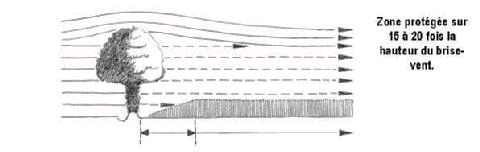 Zone protégée sur
15 à 20 fois la
hauteur du brise-
vent.